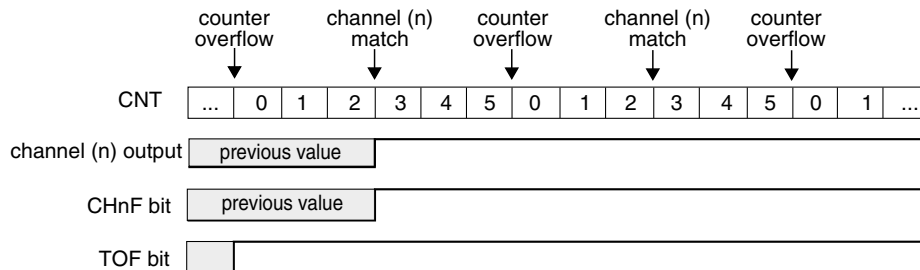 counter overflow
channel (n) match
counter overflow
channel (n) match
counter overflow
CNT ... 0 1 2 3 4 5 0 1 2 3 4 5 0 1 ...
channel (n) output previous value
CHnF bit previous value
TOF bit